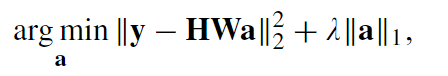 arg min ‖y − HWa‖₂² + λ‖a‖₁,
a